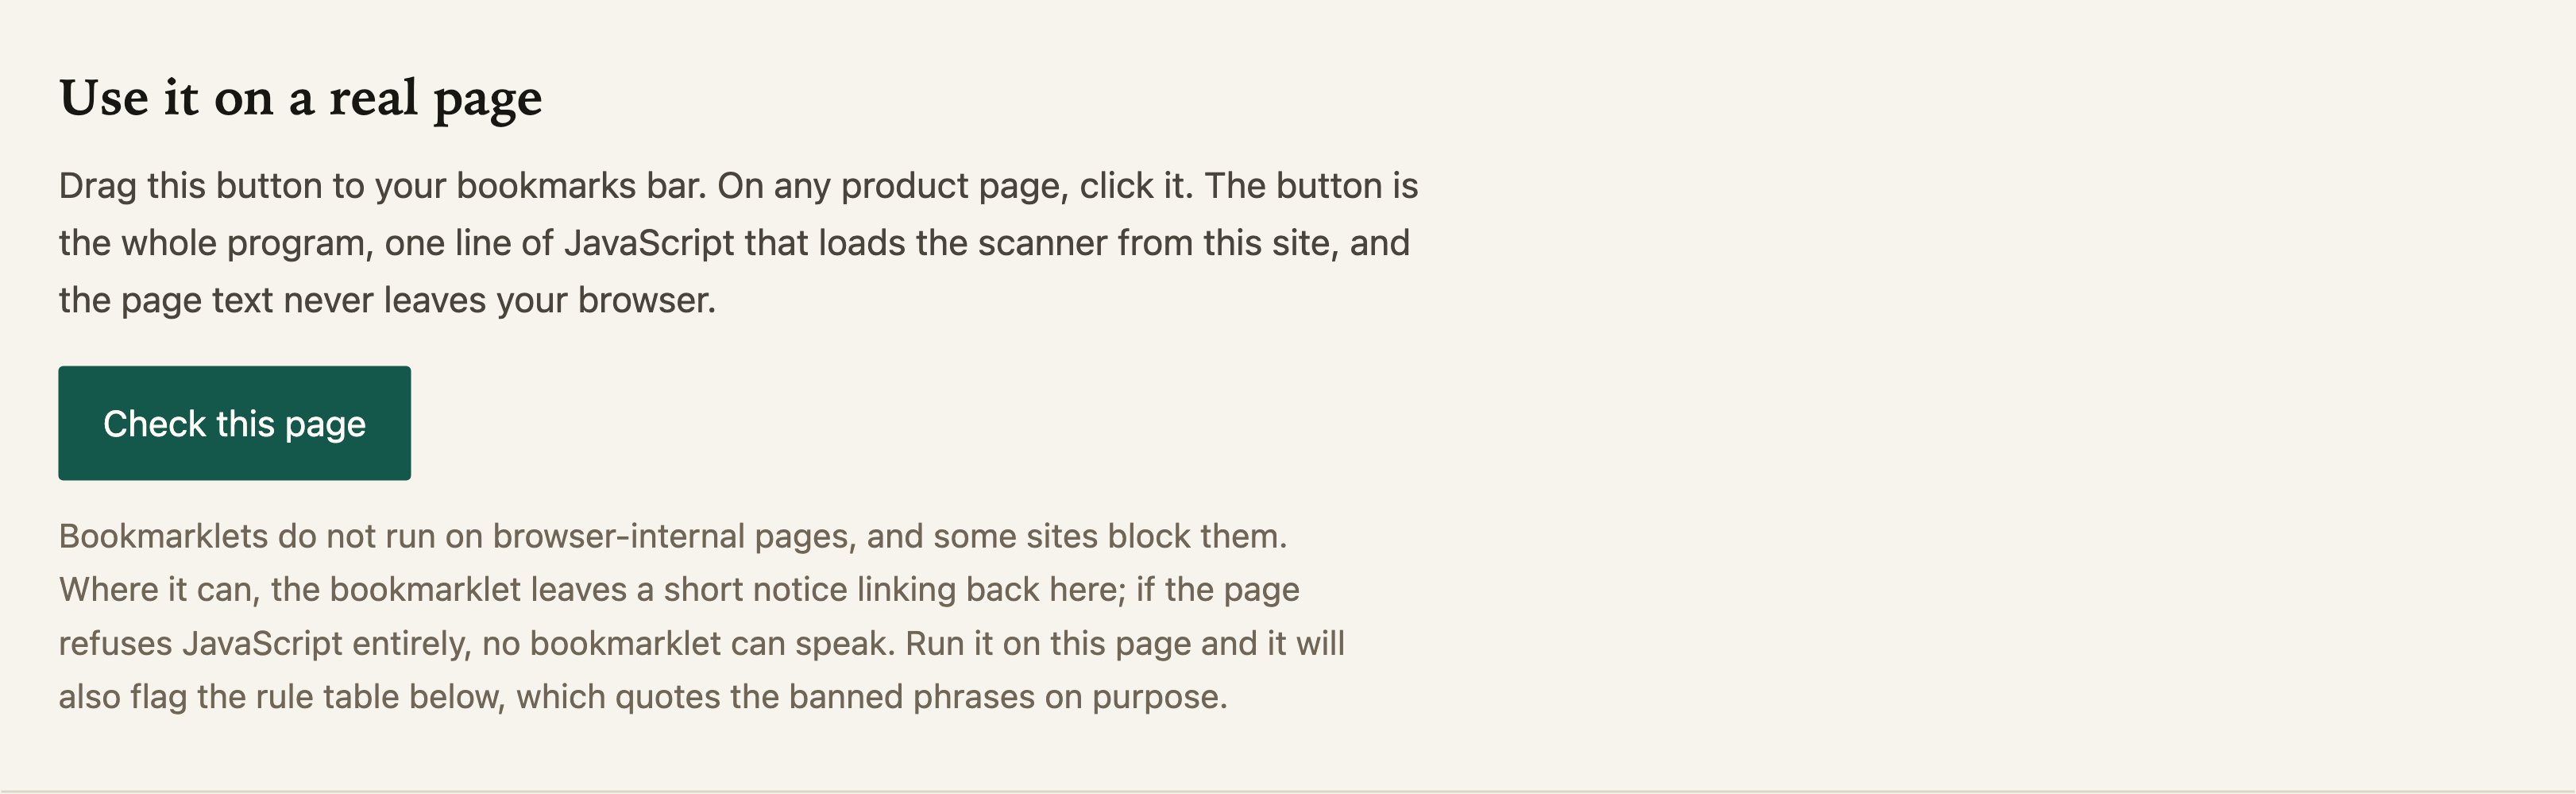 Use it on a real page
Drag this button to your bookmarks bar. On any product page, click it. The button is
the whole program, one line of JavaScript that loads the scanner from this site, and
the page text never leaves your browser.
Check this page
Bookmarklets do not run on browser-internal pages, and some sites block them.
Where it can, the bookmarklet leaves a short notice linking back here; if the page
refuses JavaScript entirely, no bookmarklet can speak. Run it on this page and it will
also flag the rule table below, which quotes the banned phrases on purpose.